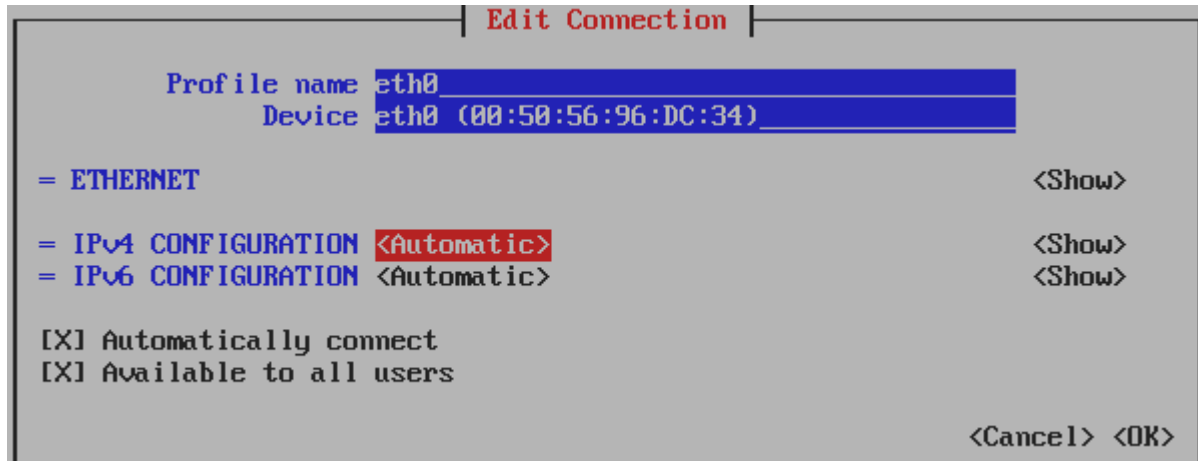 Edit Connection
Profile name eth0
Device eth0 (00:50:56:96:DC:34)
= ETHERNET <Show>
= IPv4 CONFIGURATION <Automatic> <Show>
= IPv6 CONFIGURATION <Automatic> <Show>
[X] Automatically connect
[X] Available to all users
<Cancel> <OK>